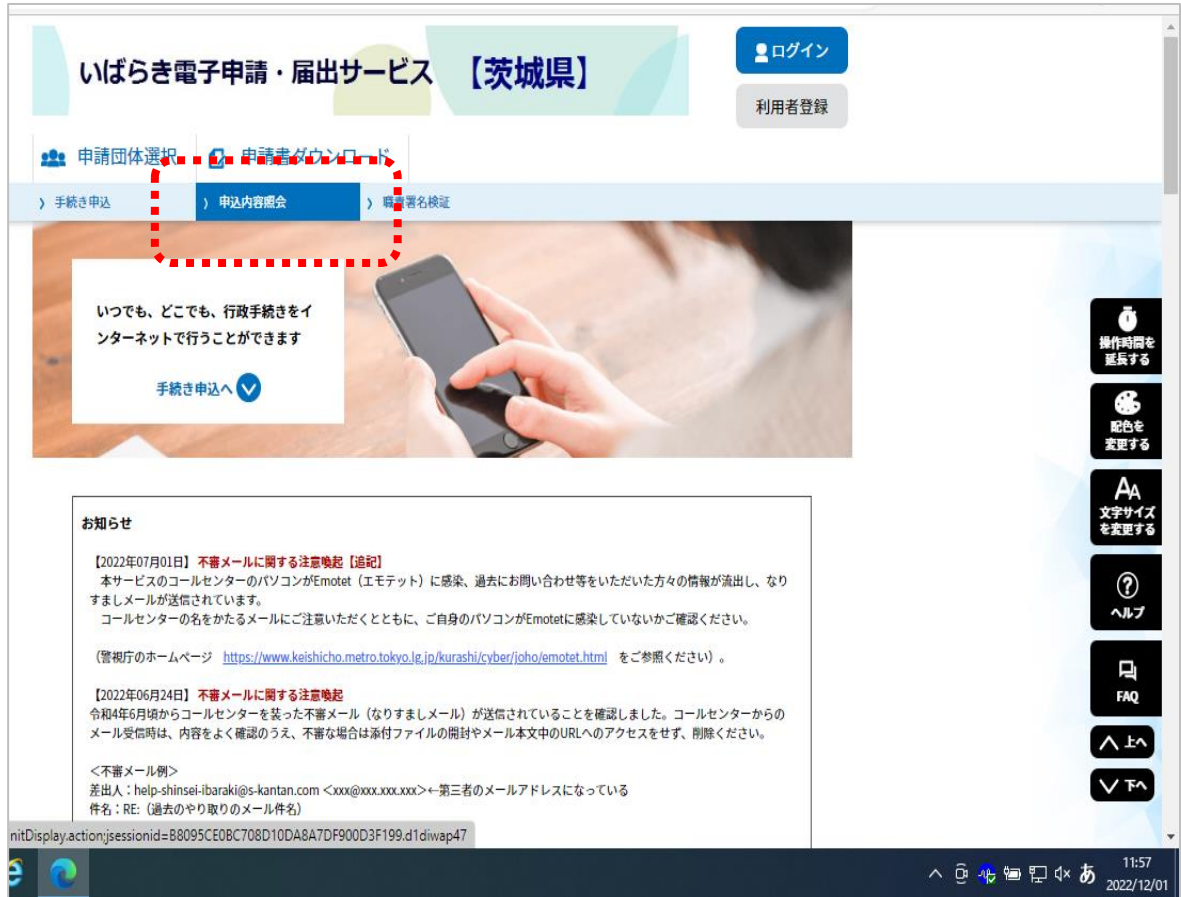 いばらき電子申請・届出サービス 【茨城県】
ログイン
利用者登録
申請団体選択 申請書ダウンロード
手続き申込 申込内容照会 職責署名検証
いつでも、どこでも、行政手続きをイ
ンターネットで行うことができます
手続き申込へ
操作時間を
延長する
配色を
変更する
AA
文字サイズ
を変更する
?
ヘルプ
FAQ
上へ
下へ
お知らせ
【2022年07月01日】不審メールに関する注意喚起【追記】
本サービスのコールセンターのパソコンがEmotet（エモテット）に感染、過去にお問い合わせ等をいただいた方々の情報が流出し、なり
すましメールが送信されています。
コールセンターの名をかたるメールにご注意いただくとともに、ご自身のパソコンがEmotetに感染していないかご確認ください。
（警視庁のホームページ https://www.keishicho.metro.tokyo.lg.jp/kurashi/cyber/joho/emotet.html をご参照ください）。
【2022年06月24日】不審メールに関する注意喚起
令和4年6月頃からコールセンターを装った不審メール（なりすましメール）が送信されていることを確認しました。コールセンターからの
メール受信時は、内容をよく確認のうえ、不審な場合は添付ファイルの開封やメール本文中のURLへのアクセスをせず、削除ください。
＜不審メール例＞
差出人：help-shinsei-ibaraki@s-kantan.com <xxx@xxx.xxx.xxx>←第三者のメールアドレスになっている
件名：RE:（過去のやり取りのメール件名）
nitDisplay.action;jsessionid=B8095CE0BC708D10DA8A7DF900D3F199.d1diwap47
あ
11:57
2022/12/01